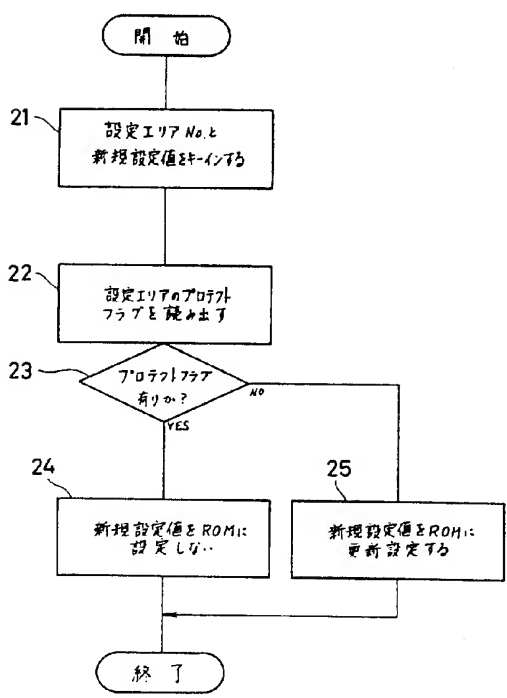 開始
21
設定エリアNo.と
新規設定値をキーインする
22
設定エリアのプロテクト
フラグを読み出す
23
プロテクトフラグ
有りか?
NO
YES
24
新規設定値をROMに
設定しない
25
新規設定値をROMに
更新設定する
終了